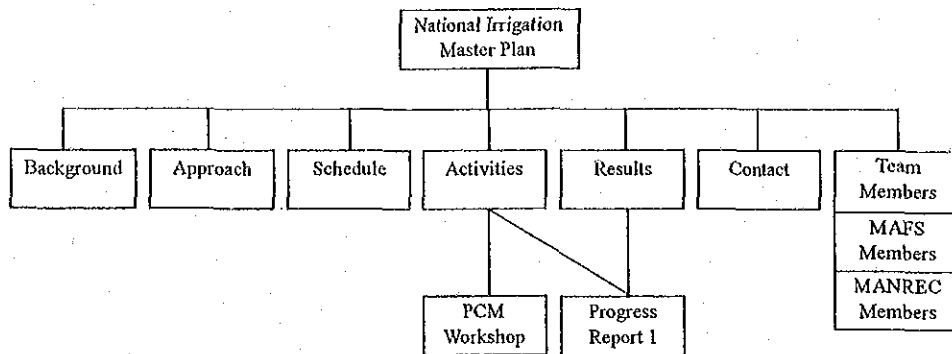 National Irrigation
Master Plan
Background
Approach
Schedule
Activities
Results
Contact
Team
Members
MAFS
Members
MANREC
Members
PCM
Workshop
Progress
Report 1